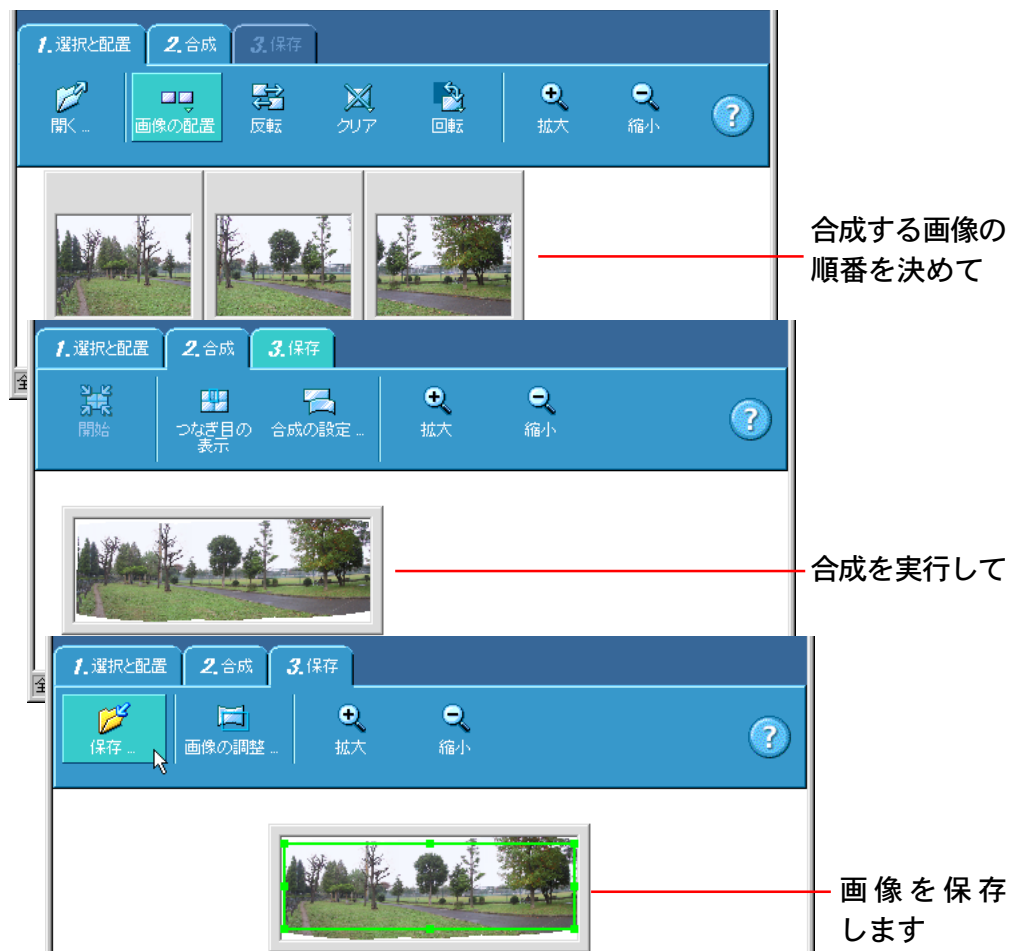 1.選択と配置 2.合成 3.保存
開く... 画像の配置 反転 クリア 回転 拡大 縮小 ?
合成する画像の
順番を決めて
1.選択と配置 2.合成 3.保存
全
開始 つなぎ目の
表示 合成の設定... 拡大 縮小 ?
合成を実行して
1.選択と配置 2.合成 3.保存
全
保存... 画像の調整... 拡大 縮小 ?
画像を保存
します